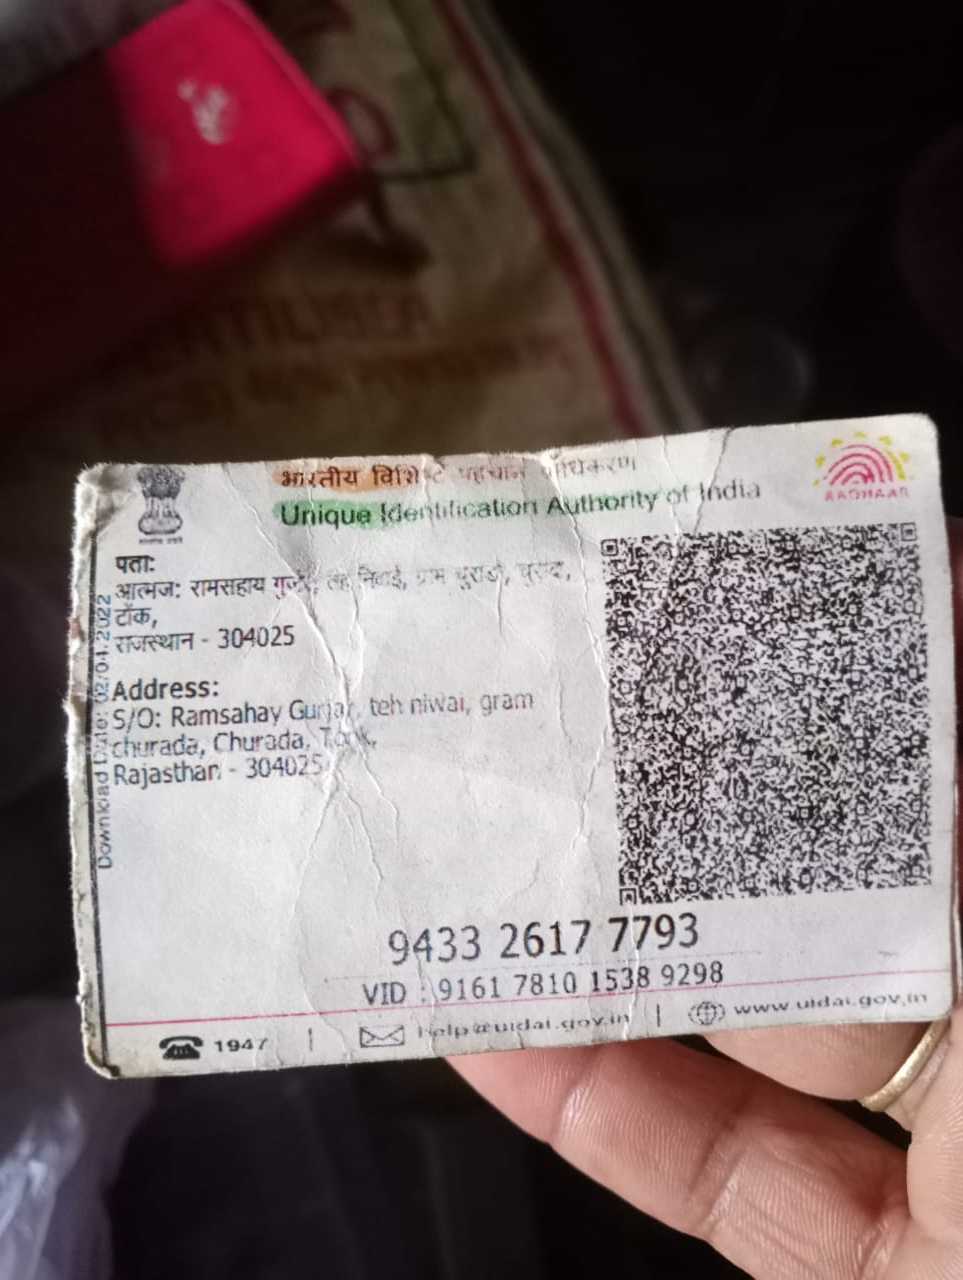 भारतीय विशिष्ट पहचान प्राधिकरण
Unique Identification Authority of India
AADHAAR
पता:
आत्मज: रामसहाय गुर्जर, तह निवाई, ग्राम चुराडा, चुराडा,
टोंक,
राजस्थान - 304025
Address:
S/O: Ramsahay Gurjar, teh niwai, gram
churada, Churada, Tonk,
Rajasthan - 304025
Download Date: 02/01/2022
9433 2617 7793
VID : 9161 7810 1538 9298
1947 | help@uidai.gov.in | www.uidai.gov.in